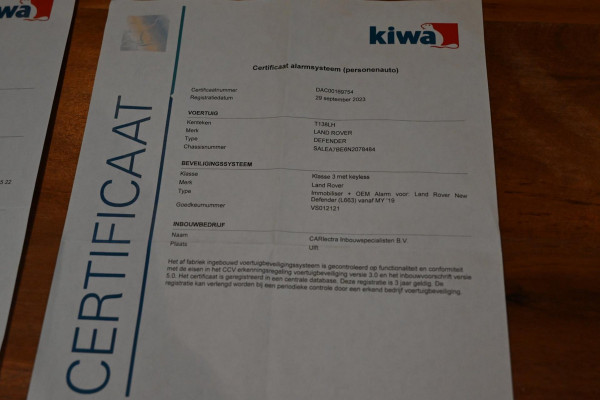 kiwa
kiwa
Certificaat alarmsysteem (personenauto)
Certificaatnummer DAC00168754
Registratiedatum 29 september 2023
VOERTUIG
Kenteken T136LH
Merk LAND ROVER
Type DEFENDER
Chassisnummer SALEA7BE6N2078484
BEVEILIGINGSSYSTEEM
Klasse Klasse 3 met keyless
Merk Land Rover
Type Immobiliser + OEM Alarm voor: Land Rover New
Defender (L663) vanaf MY '19
Goedkeurnummer VS012121
INBOUWBEDRIJF
Naam CARlectra Inbouwspecialisten B.V.
Plaats Ulft
Het af fabriek ingebouwd voertuigbeveiligingssysteem is gecontroleerd op functionaliteit en conformiteit
met de eisen in het CCV erkenningsregeling voertuigbeveiliging versie 3.0 en het inbouwvoorschrift versie
5.0. Het certificaat is geregistreerd in een centrale database. Deze registratie is 3 jaar geldig. De
registratie kan verlengd worden bij een periodieke controle door een erkend bedrijf voertuigbeveiliging.
CERTIFICAAT
22